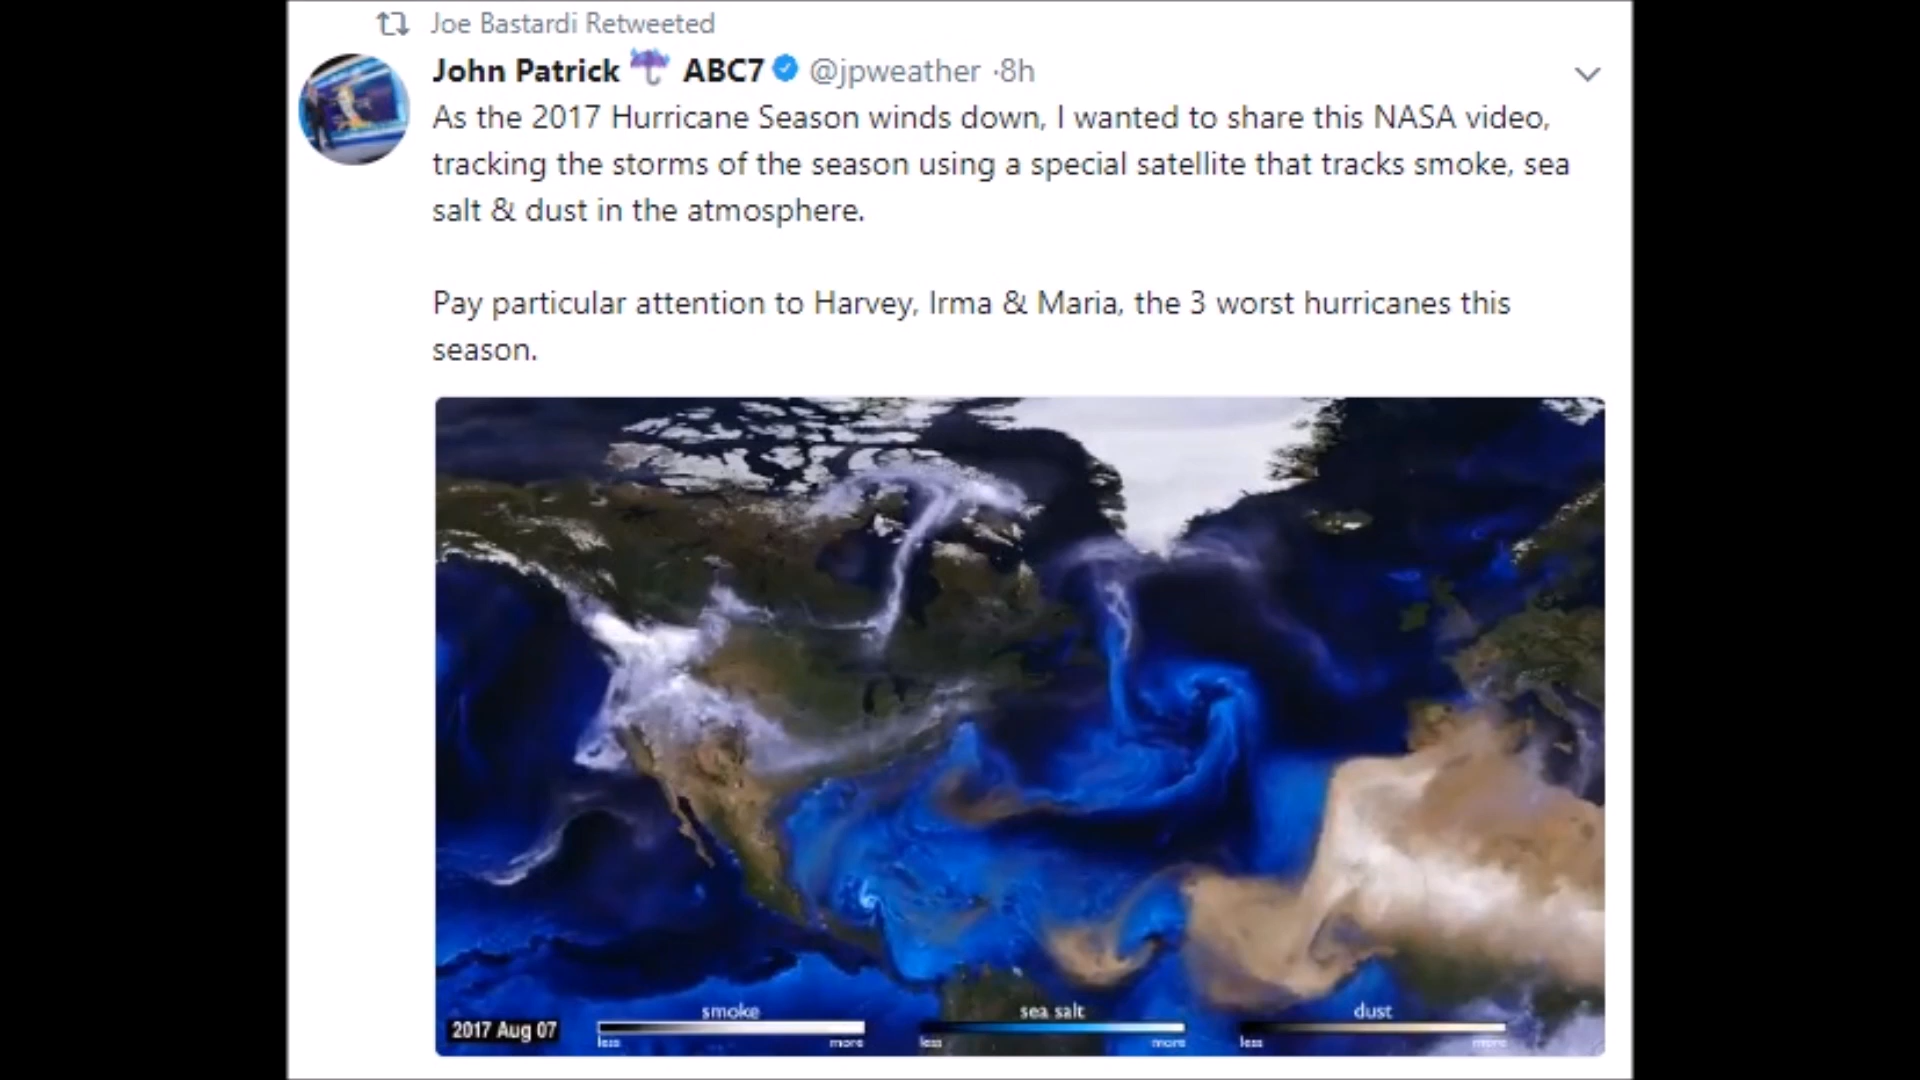 Joe Bastardi Retweeted
John Patrick ☔ ABC7 @jpweather ·8h
As the 2017 Hurricane Season winds down, I wanted to share this NASA video,
tracking the storms of the season using a special satellite that tracks smoke, sea
salt & dust in the atmosphere.
Pay particular attention to Harvey, Irma & Maria, the 3 worst hurricanes this
season.
smoke sea salt dust
2017 Aug 07
less more less more less more